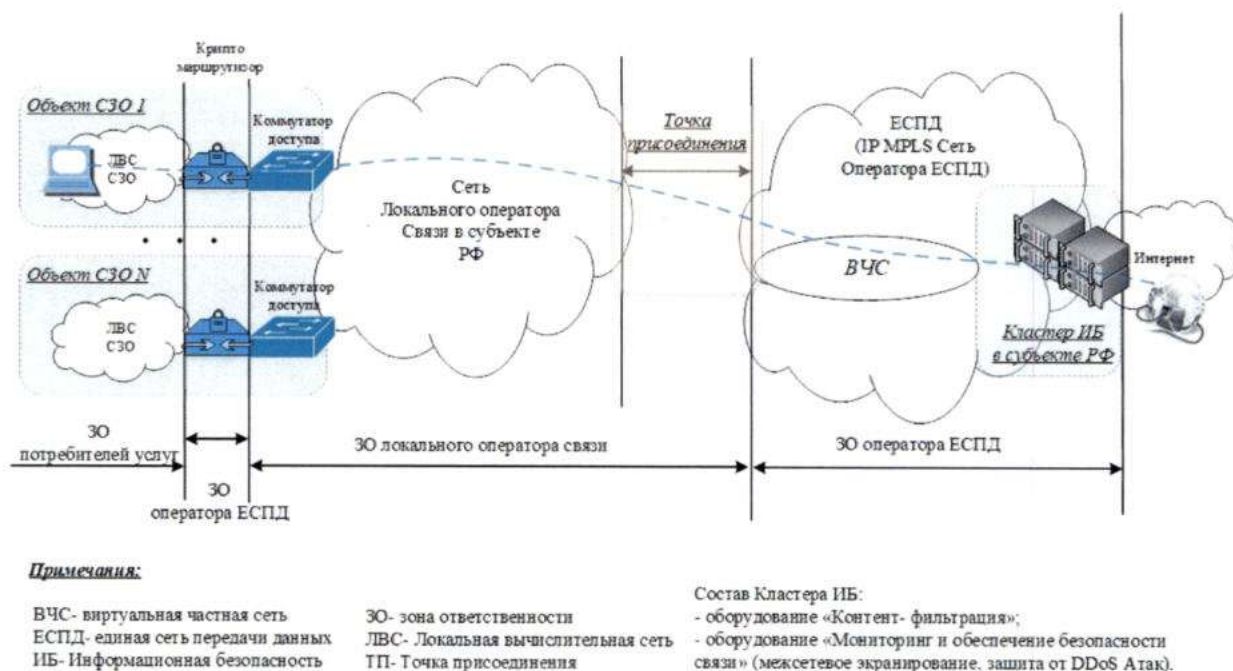 Крипто
маршрутизор
Объект СЗО 1
ЛВС
СЗО
Коммутатор
доступа
Сеть
Локального оператора
Связи в субъекте
РФ
Точка
присоединения
ЕСПД
(IP MPLS Сеть
Оператора ЕСПД)
ВЧС
Интернет
Кластер ИБ
в субъекте РФ
. . .
Объект СЗО N
ЛВС
СЗО
Коммутатор
доступа
ЗО
потребителей услуг
ЗО
оператора ЕСПД
ЗО локального оператора связи
ЗО оператора ЕСПД
Примечания:
ВЧС- виртуальная частная сеть
ЕСПД- единая сеть передачи данных
ИБ- Информационная безопасность
ЗО- зона ответственности
ЛВС- Локальная вычислительная сеть
ТП- Точка присоединения
Состав Кластера ИБ:
- оборудование «Контент- фильтрация»;
- оборудование «Мониторинг и обеспечение безопасности
связи» (межсетевое экранирование, защита от DDoS Атак).